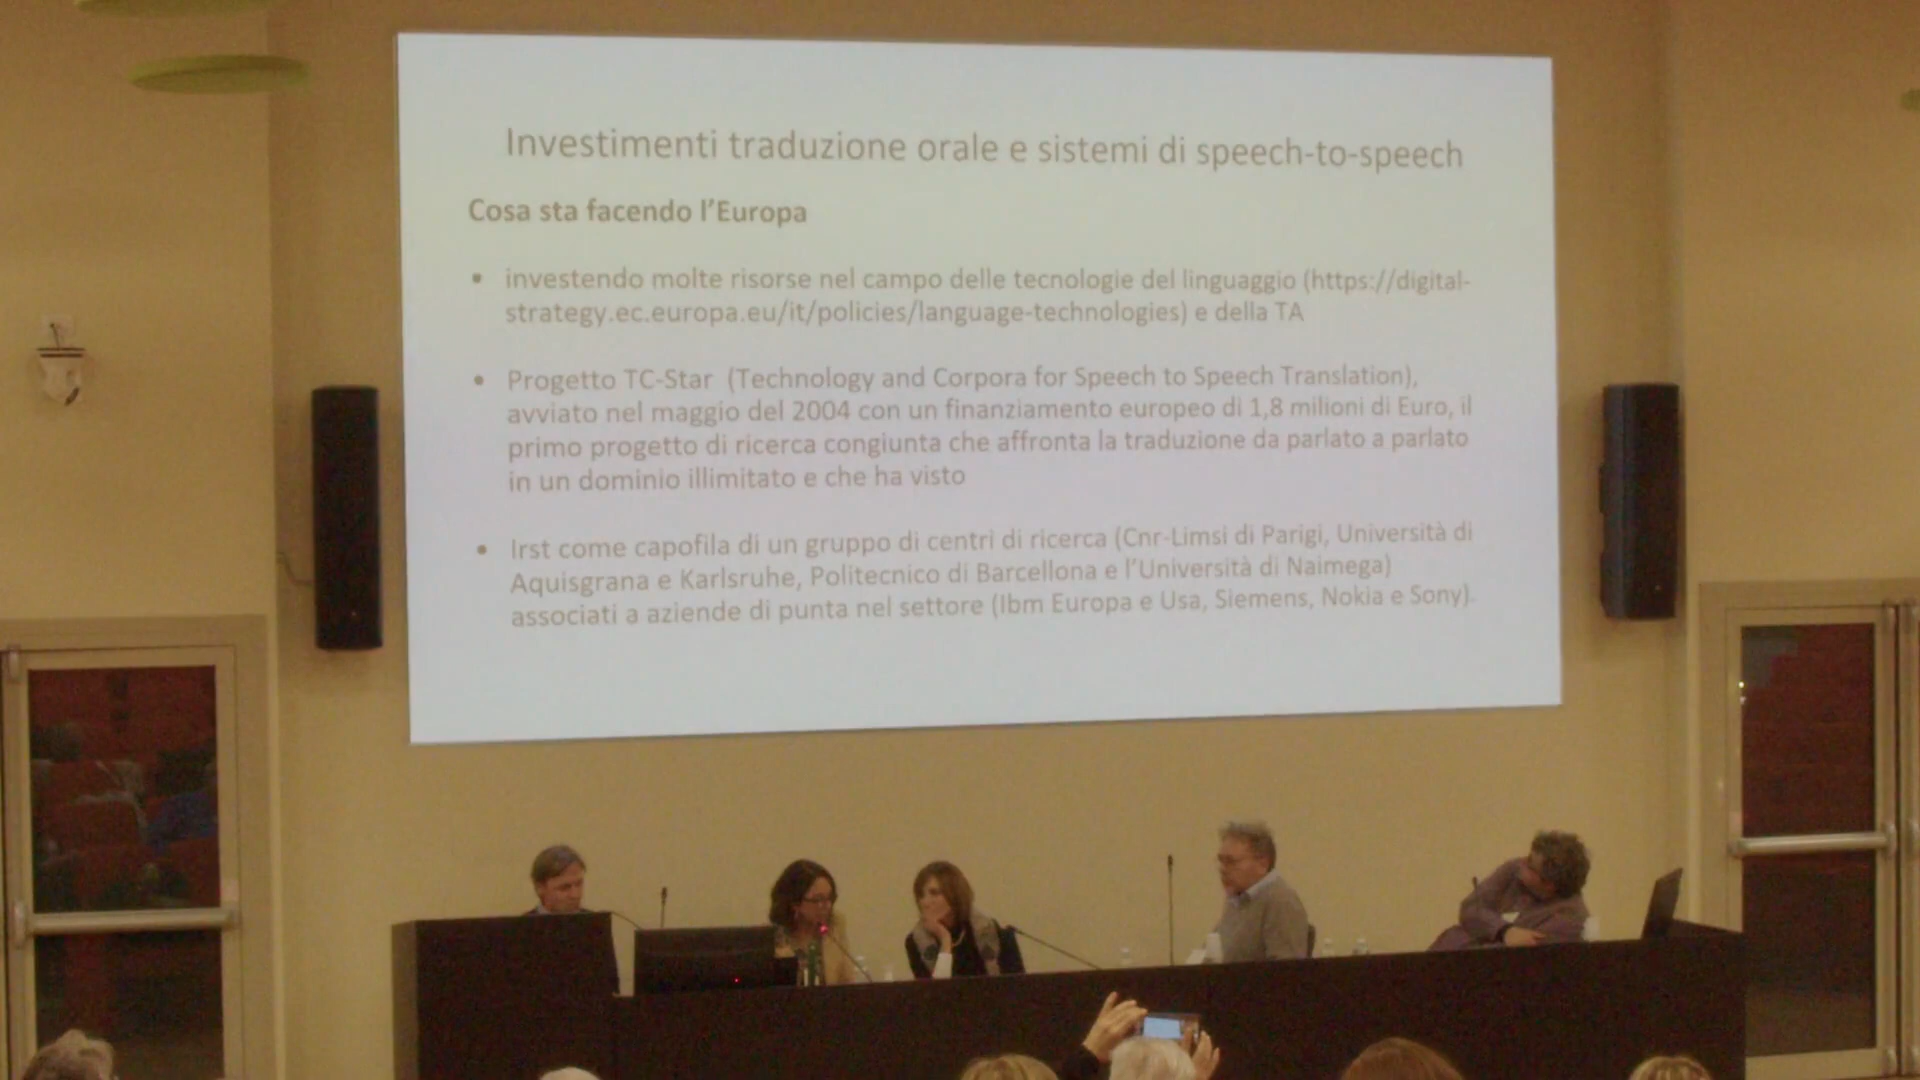 Investimenti traduzione orale e sistemi di speech-to-speech
Cosa sta facendo l'Europa
• investendo molte risorse nel campo delle tecnologie del linguaggio (https://digital-
strategy.ec.europa.eu/it/policies/language-technologies) e della TA
• Progetto TC-Star (Technology and Corpora for Speech to Speech Translation),
avviato nel maggio del 2004 con un finanziamento europeo di 1,8 milioni di Euro, il
primo progetto di ricerca congiunta che affronta la traduzione da parlato a parlato
in un dominio illimitato e che ha visto
• Irst come capofila di un gruppo di centri di ricerca (Cnr-Limsi di Parigi, Università di
Aquisgrana e Karlsruhe, Politecnico di Barcellona e l'Università di Naimega)
associati a aziende di punta nel settore (Ibm Europa e Usa, Siemens, Nokia e Sony).